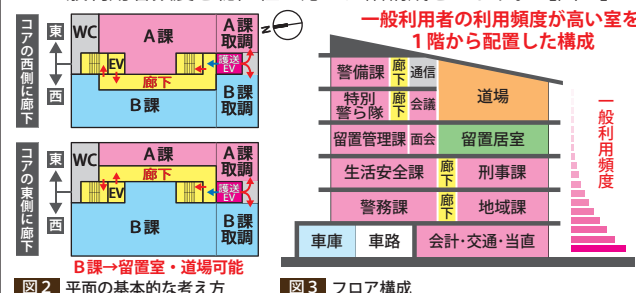 コアの西側に廊下
東
西
WC
A課
A課
取調
EV
護送
EV
廊下
B課
B課
取調
N
コアの東側に廊下
東
西
WC
A課
A課
取調
廊下
EV
護送
EV
B課
B課
取調
B課→留置室・道場可能
図2 平面の基本的な考え方
一般利用者の利用頻度が高い室を
1階から配置した構成
警備課
廊下
通信
道場
特別
警ら隊
廊下
会議
留置管理課
面会
留置居室
生活安全課
廊下
刑事課
警務課
廊下
地域課
車庫
車路
会計・交通・当直
一般利用頻度
図3 フロア構成